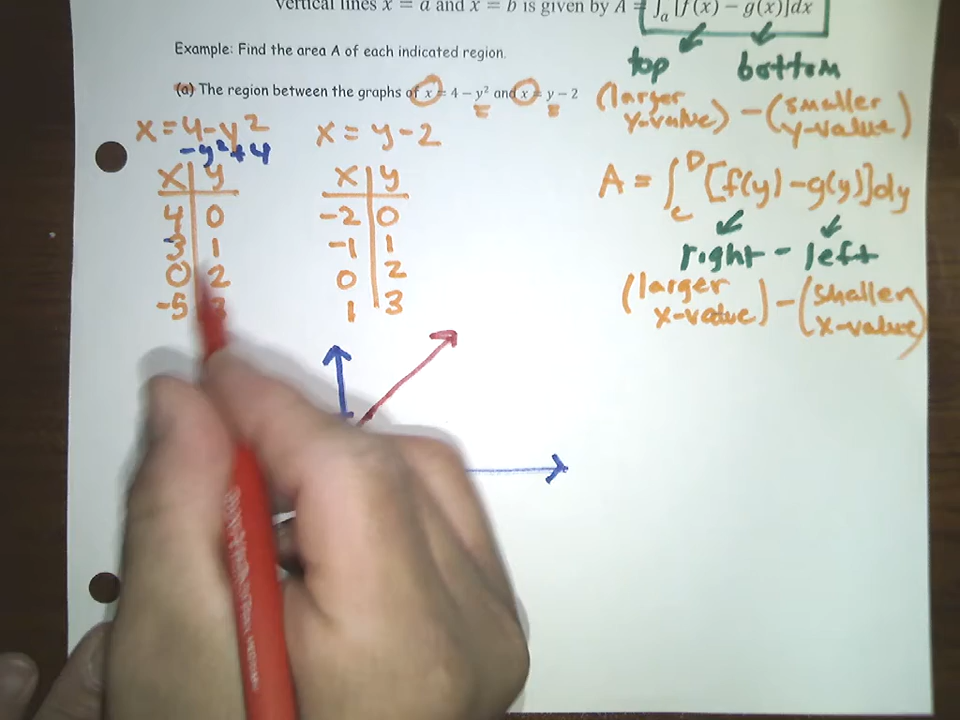 vertical lines x = a and x = b is given by A = ∫ₐ [f(x) − g(x)]dx
top bottom
(larger y-value) − (smaller y-value)
Example: Find the area A of each indicated region.
(a) The region between the graphs of x = 4 − y² and x = y − 2
x = 4 − y² x = y − 2
−y² + 4
x | y x | y
4 | 0 −2 | 0
3 | 1 −1 | 1
0 | 2 0 | 2
−5 1 | 3
A = ∫ [f(y) − g(y)]dy
right − left
(larger x-value) − (smaller x-value)